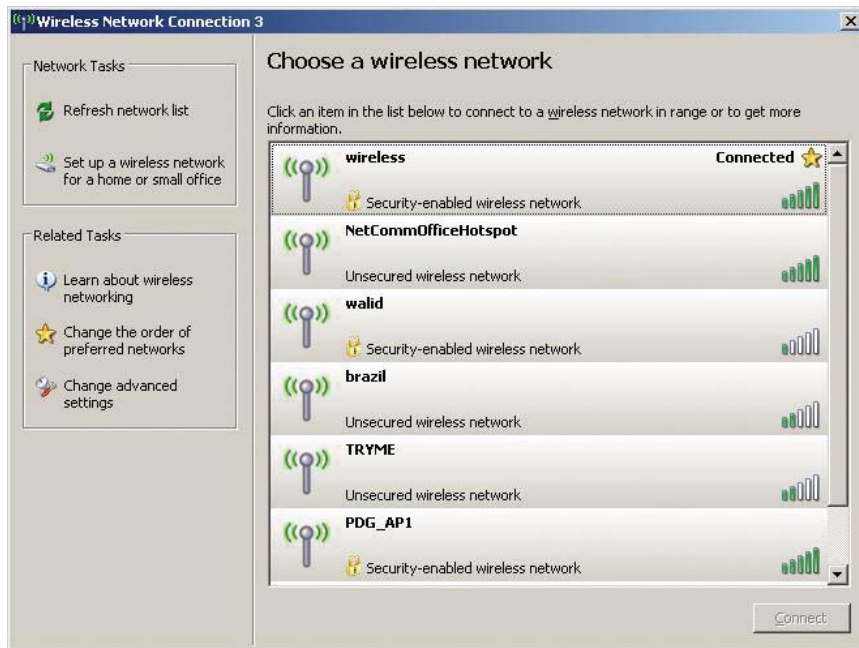 Wireless Network Connection 3
Network Tasks
Refresh network list
Set up a wireless network
for a home or small office
Related Tasks
Learn about wireless
networking
Change the order of
preferred networks
Change advanced
settings
Choose a wireless network
Click an item in the list below to connect to a wireless network in range or to get more
information.
wireless
Connected
Security-enabled wireless network
NetCommOfficeHotspot
Unsecured wireless network
walid
Security-enabled wireless network
brazil
Unsecured wireless network
TRYME
Unsecured wireless network
PDG_AP1
Security-enabled wireless network
Connect